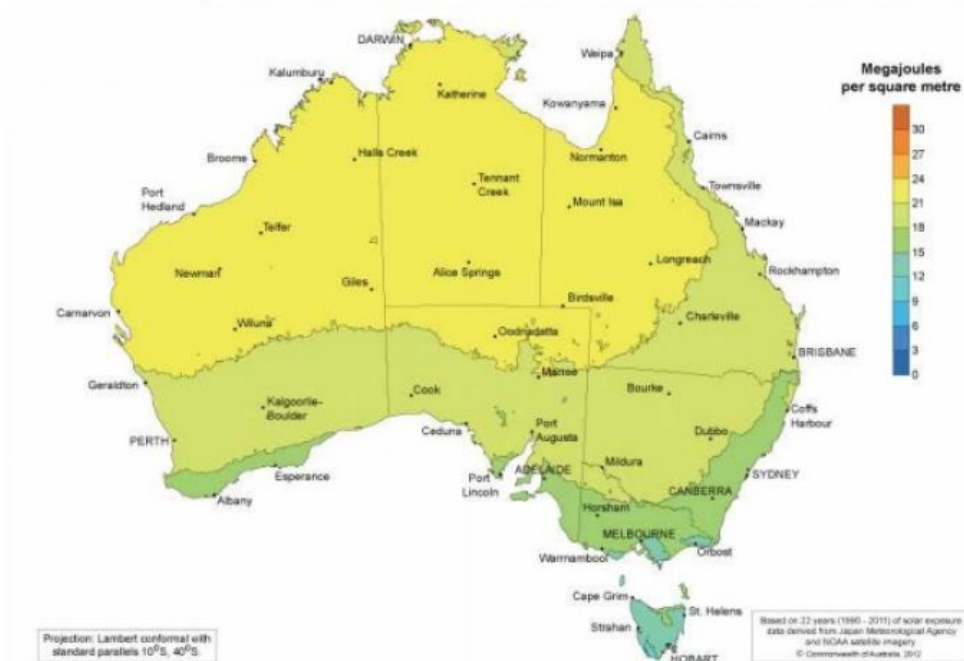 DARWIN
Weipa
Kalumburu
Katherine
Kowanyama
Megajoules
per square metre
30
27
24
21
18
15
12
9
6
3
0
Cairns
Broome
Halls Creek
Normanton
Tennant
Creek
Townsville
Port
Hedland
Mount Isa
Mackay
Telfer
Newman
Giles
Alice Springs
Longreach
Rockhampton
Carnarvon
Birdsville
Wiluna
Oodnadatta
Charleville
BRISBANE
Geraldton
Marree
Cook
Bourke
Kalgoorlie-
Boulder
Coffs
Harbour
PERTH
Ceduna
Port
Augusta
Dubbo
Esperance
ADELAIDE
Mildura
SYDNEY
Albany
Port
Lincoln
CANBERRA
Horsham
MELBOURNE
Warrnambool
Orbost
Cape Grim
St. Helens
Strahan
HOBART
Projection: Lambert conformal with
standard parallels 10°S, 40°S.
Based on 22 years (1990 - 2011) of solar exposure
data derived from Japan Meteorological Agency
and NOAA satellite imagery.
© Commonwealth of Australia, 2012